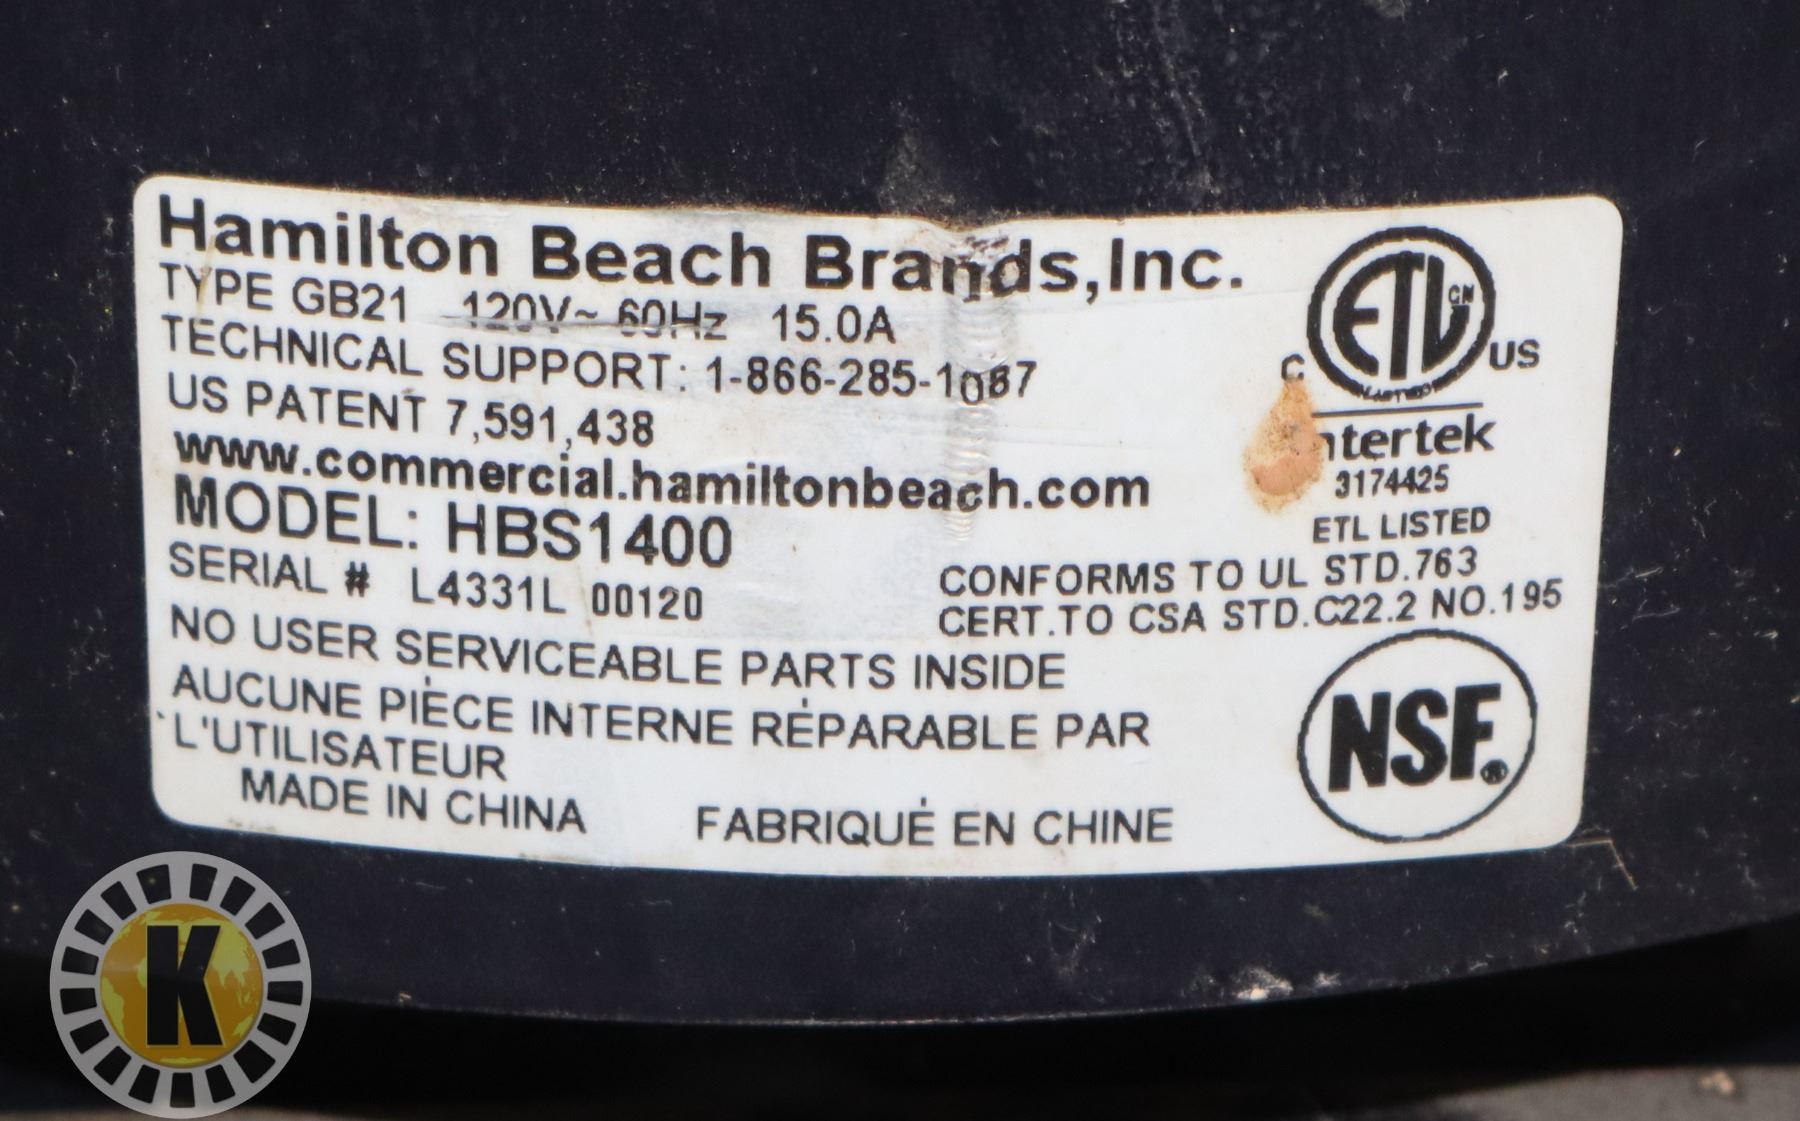 Hamilton Beach Brands,Inc.
TYPE GB21 120V~ 60Hz 15.0A
TECHNICAL SUPPORT: 1-866-285-1087
US PATENT 7,591,438
www.commercial.hamiltonbeach.com
MODEL: HBS1400
SERIAL # L4331L 00120
NO USER SERVICEABLE PARTS INSIDE
AUCUNE PIÈCE INTERNE RÉPARABLE PAR
L'UTILISATEUR
MADE IN CHINA FABRIQUÉ EN CHINE
ETL
C US
Intertek
3174425
ETL LISTED
CONFORMS TO UL STD.763
CERT.TO CSA STD.C22.2 NO.195
NSF®
K